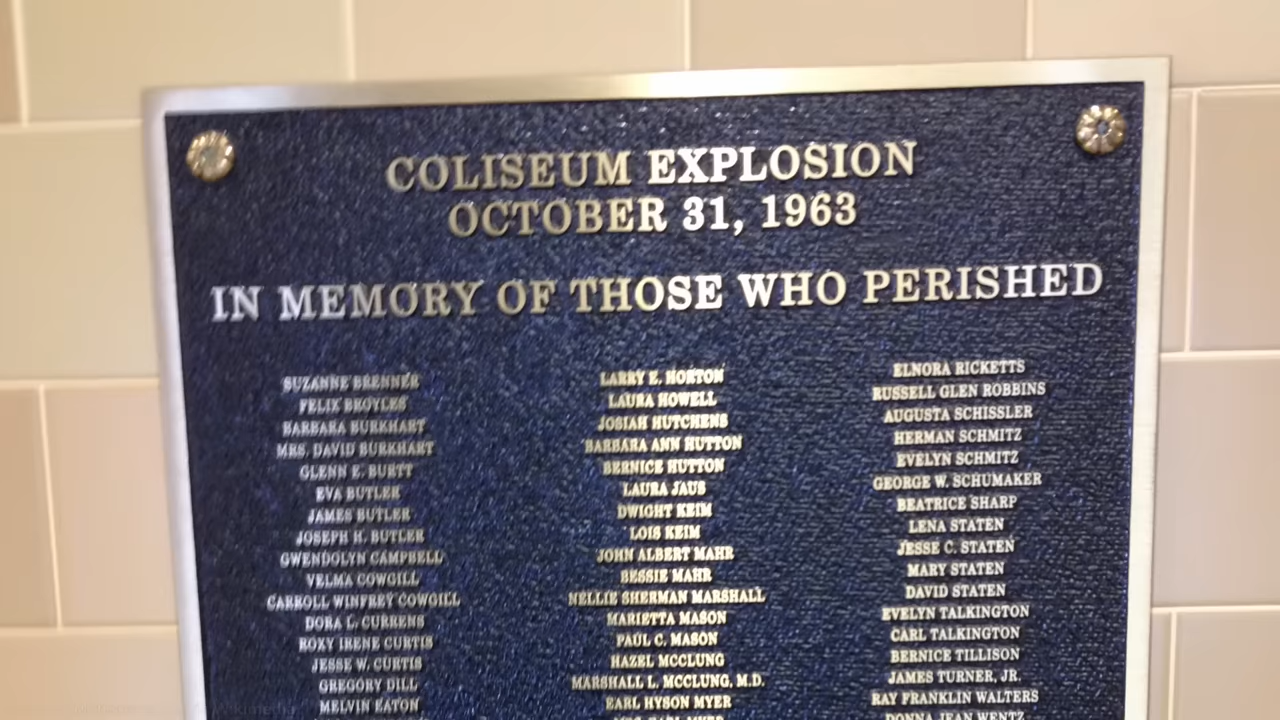 COLISEUM EXPLOSION
OCTOBER 31, 1963
IN MEMORY OF THOSE WHO PERISHED
SUZANNE BRENNER
FELIX BROYLES
BARBARA BURKHART
MRS. DAVID BURKHART
GLENN E. BURTT
EVA BUTLER
JAMES BUTLER
JOSEPH H. BUTLER
GWENDOLYN CAMPBELL
VELMA COWGILL
CARROLL WINFREY COWGILL
DORA L. CURRENS
ROXY IRENE CURTIS
JESSE W. CURTIS
GREGORY DILL
MELVIN EATON
LARRY E. HORTON
LAURA HOWELL
JOSIAH HUTCHENS
BARBARA ANN HUTTON
BERNICE HUTTON
LAURA JAUS
DWIGHT KEIM
LOIS KEIM
JOHN ALBERT MAHR
BESSIE MAHR
NELLIE SHERMAN MARSHALL
MARIETTA MASON
PAUL C. MASON
HAZEL MCCLUNG
MARSHALL L. MCCLUNG, M.D.
EARL HYSON MYER
ELNORA RICKETTS
RUSSELL GLEN ROBBINS
AUGUSTA SCHISSLER
HERMAN SCHMITZ
EVELYN SCHMITZ
GEORGE W. SCHUMAKER
BEATRICE SHARP
LENA STATEN
JESSE C. STATEN
MARY STATEN
DAVID STATEN
EVELYN TALKINGTON
CARL TALKINGTON
BERNICE TILLISON
JAMES TURNER, JR.
RAY FRANKLIN WALTERS
DONNA JEAN WENTZ